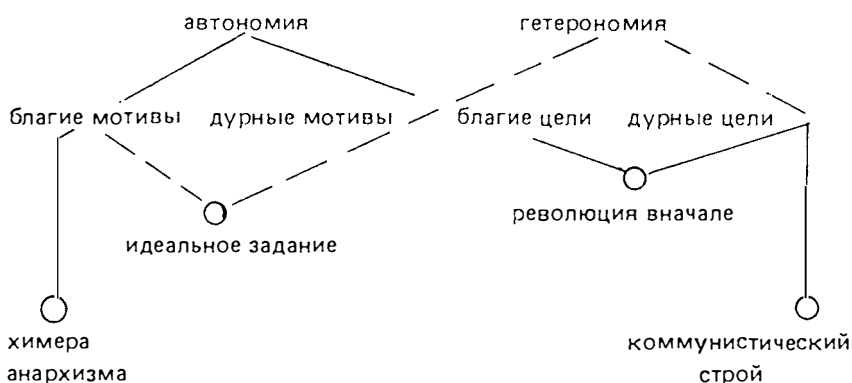 автономия гетерономия
благие мотивы дурные мотивы благие цели дурные цели
революция вначале
идеальное задание
химера коммунистический
анархизма строй